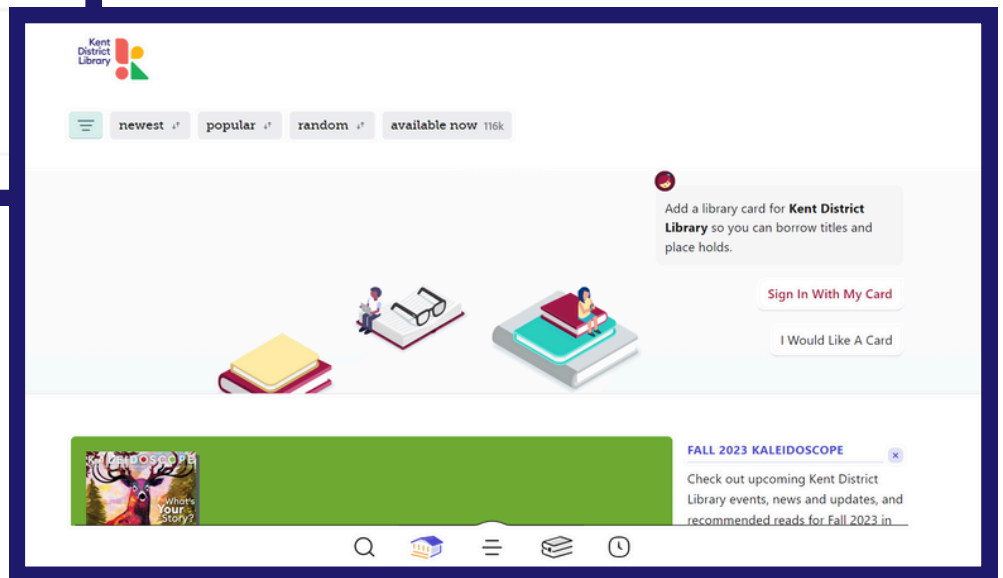 Kent
District
Library
newest
popular
random
available now 116k
Add a library card for Kent District
Library so you can borrow titles and
place holds.
Sign In With My Card
I Would Like A Card
KALEIDOSCOPE
What's
Your
Story?
FALL 2023 KALEIDOSCOPE
Check out upcoming Kent District
Library events, news and updates, and
recommended reads for Fall 2023 in